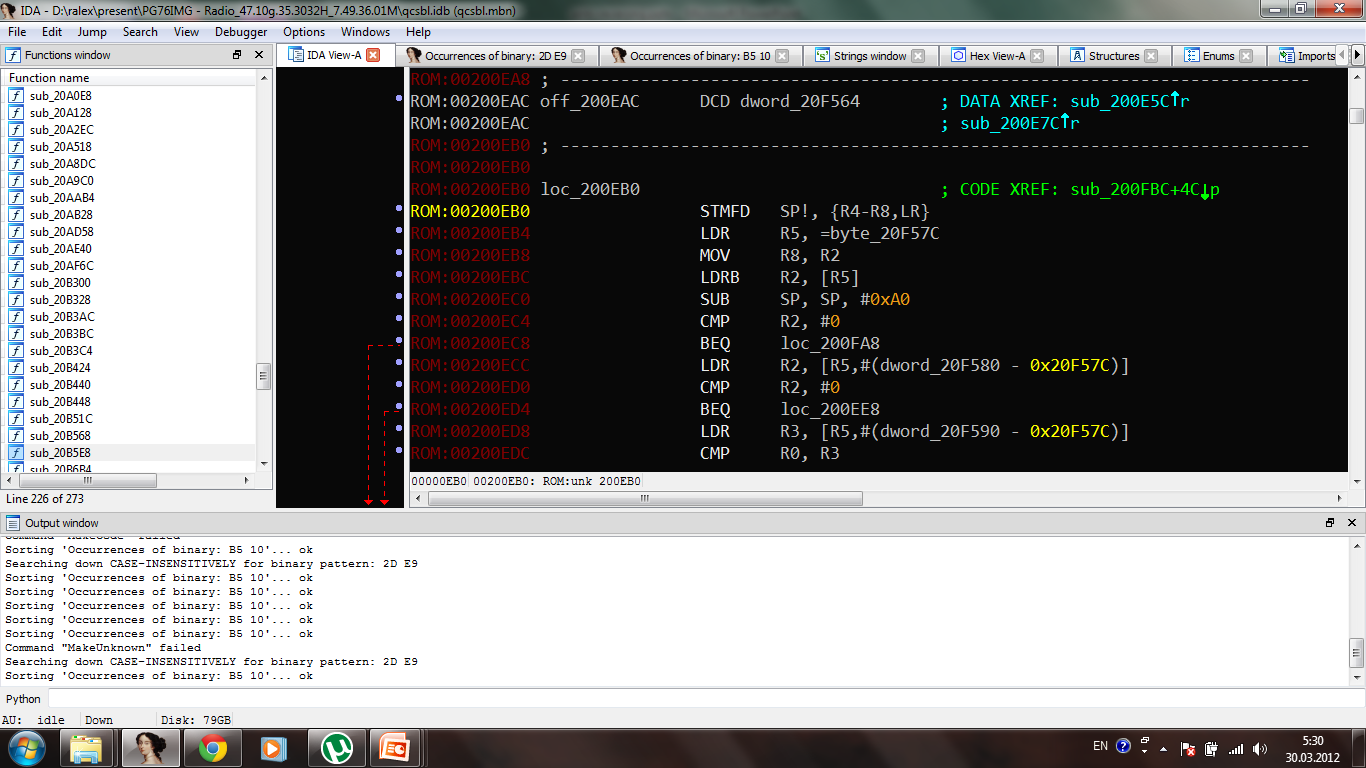 IDA - D:\ralex\present\PG76IMG - Radio_47.10g.35.3032H_7.49.36.01M\qcsbl.idb (qcsbl.mbn)
File Edit Jump Search View Debugger Options Windows Help
Functions window
IDA View-A
Occurrences of binary: 2D E9
Occurrences of binary: B5 10
Strings window
Hex View-A
Structures
Enums
Imports
Function name
sub_20A0E8
sub_20A128
sub_20A2EC
sub_20A518
sub_20A8DC
sub_20A9C0
sub_20AAB4
sub_20AB28
sub_20AD58
sub_20AE40
sub_20AF6C
sub_20B300
sub_20B328
sub_20B3AC
sub_20B3BC
sub_20B3C4
sub_20B424
sub_20B440
sub_20B448
sub_20B51C
sub_20B568
sub_20B5E8
sub_20B6B4
Line 226 of 273
ROM:00200EA8 ; ---------------------------------------------------------------------------
ROM:00200EAC off_200EAC DCD dword_20F564 ; DATA XREF: sub_200E5C↑r
ROM:00200EAC ; sub_200E7C↑r
ROM:00200EB0 ; ---------------------------------------------------------------------------
ROM:00200EB0
ROM:00200EB0 loc_200EB0 ; CODE XREF: sub_200FBC+4C↓p
ROM:00200EB0 STMFD SP!, {R4-R8,LR}
ROM:00200EB4 LDR R5, =byte_20F57C
ROM:00200EB8 MOV R8, R2
ROM:00200EBC LDRB R2, [R5]
ROM:00200EC0 SUB SP, SP, #0xA0
ROM:00200EC4 CMP R2, #0
ROM:00200EC8 BEQ loc_200FA8
ROM:00200ECC LDR R2, [R5,#(dword_20F580 - 0x20F57C)]
ROM:00200ED0 CMP R2, #0
ROM:00200ED4 BEQ loc_200EE8
ROM:00200ED8 LDR R3, [R5,#(dword_20F590 - 0x20F57C)]
ROM:00200EDC CMP R0, R3
00000EB0 00200EB0: ROM:unk_200EB0
Output window
Command "MakeCode" failed
Sorting 'Occurrences of binary: B5 10'... ok
Searching down CASE-INSENSITIVELY for binary pattern: 2D E9
Sorting 'Occurrences of binary: B5 10'... ok
Sorting 'Occurrences of binary: B5 10'... ok
Sorting 'Occurrences of binary: B5 10'... ok
Sorting 'Occurrences of binary: B5 10'... ok
Sorting 'Occurrences of binary: B5 10'... ok
Command "MakeUnknown" failed
Searching down CASE-INSENSITIVELY for binary pattern: 2D E9
Sorting 'Occurrences of binary: B5 10'... ok
Python
AU: idle Down Disk: 79GB
EN
5:30
30.03.2012